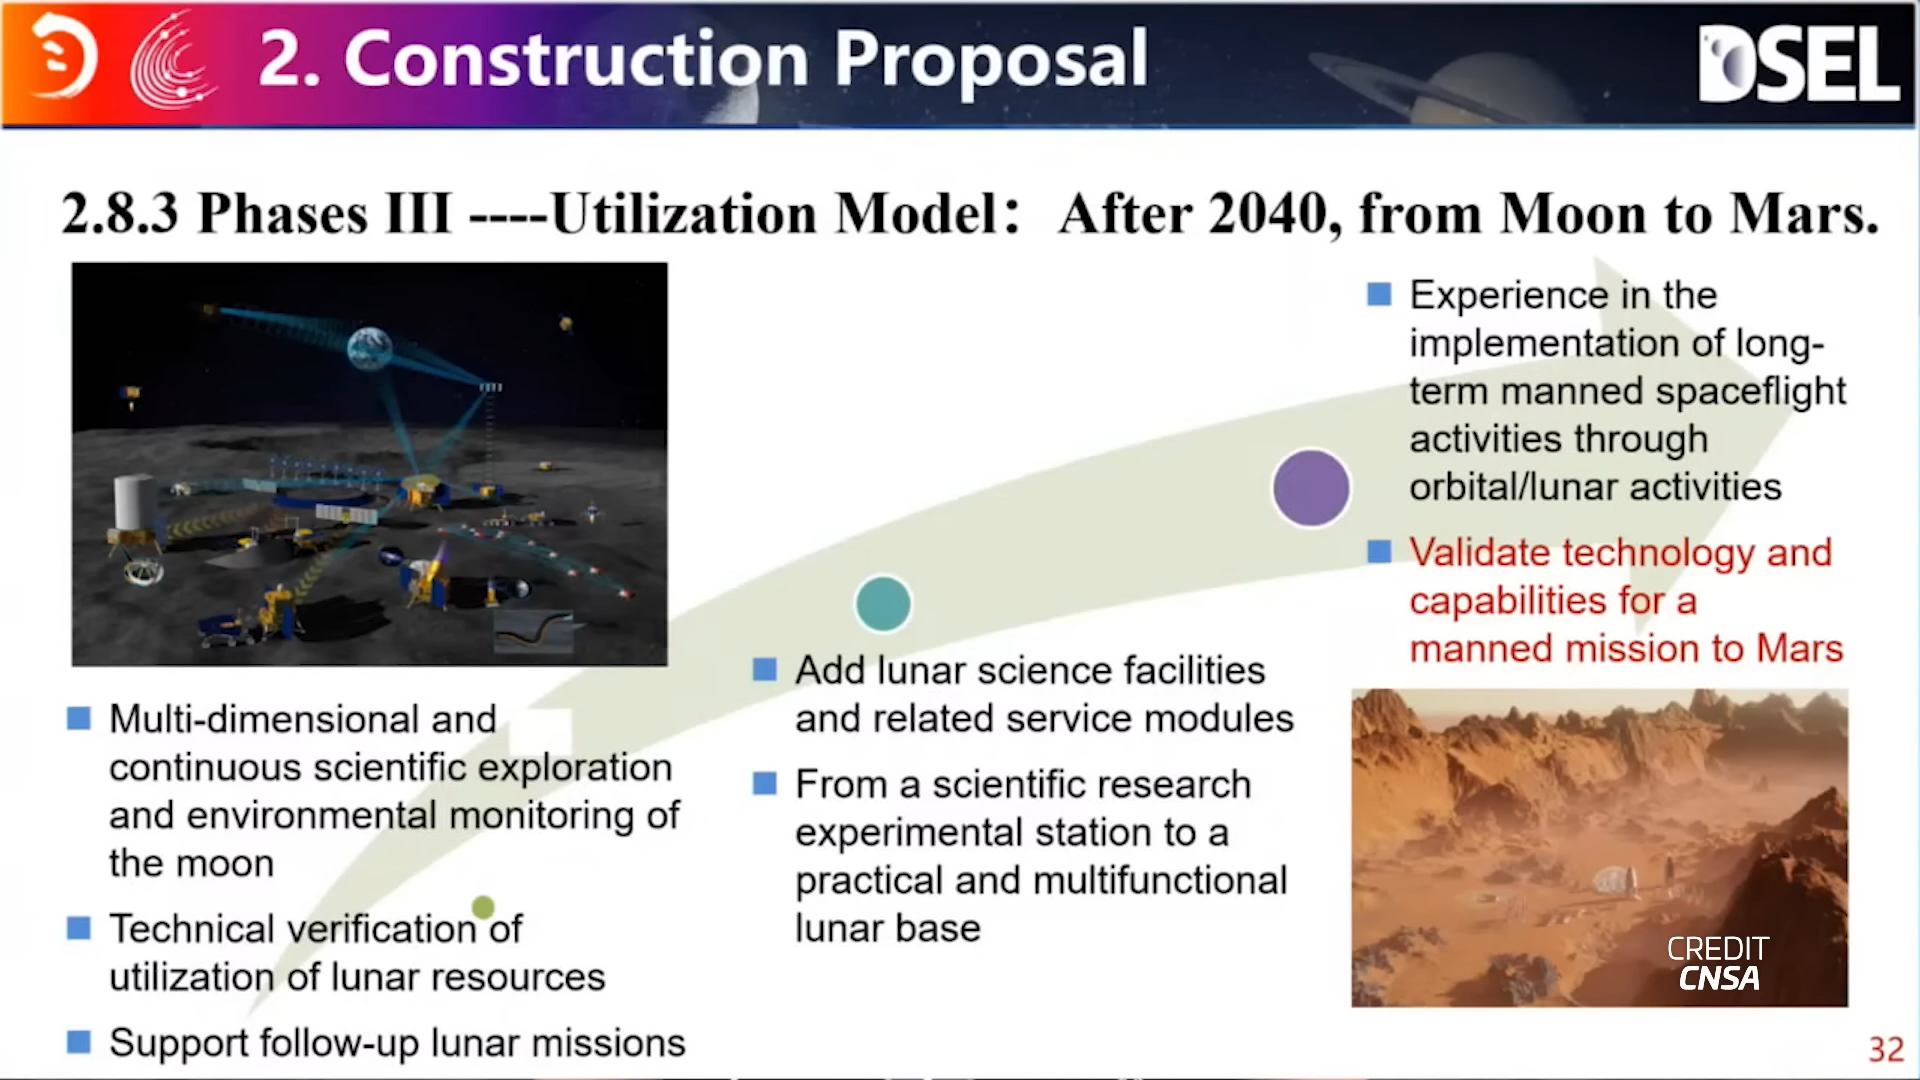 2. Construction Proposal
DSEL
2.8.3 Phases III ----Utilization Model: After 2040, from Moon to Mars.
Multi-dimensional and
continuous scientific exploration
and environmental monitoring of
the moon
Technical verification of
utilization of lunar resources
Support follow-up lunar missions
Add lunar science facilities
and related service modules
From a scientific research
experimental station to a
practical and multifunctional
lunar base
Experience in the
implementation of long-
term manned spaceflight
activities through
orbital/lunar activities
Validate technology and
capabilities for a
manned mission to Mars
CREDIT
CNSA
32